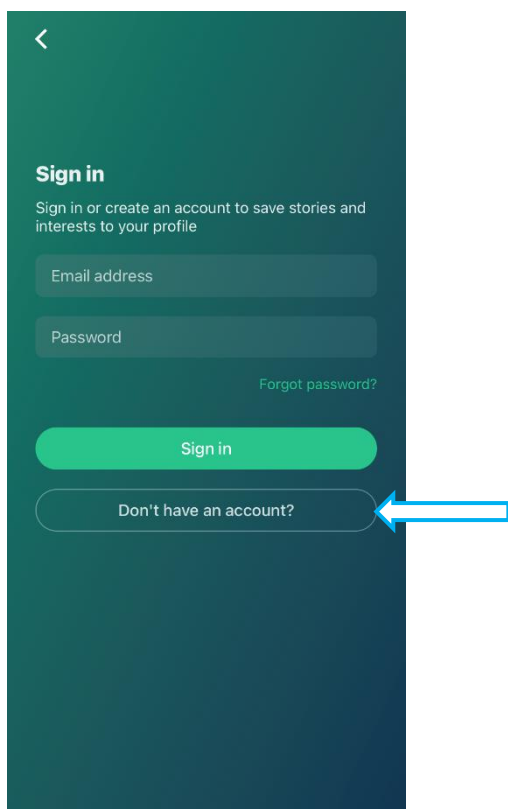 Sign in
Sign in or create an account to save stories and
interests to your profile
Email address
Password
Forgot password?
Sign in
Don't have an account?